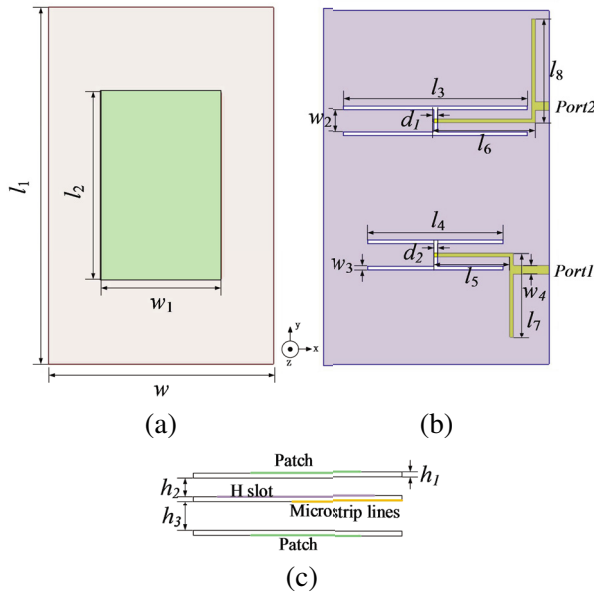 l1
l2
w1
w
(a)
y
x
z
l3
l8
Port2
w2
d1
l6
l4
w3
d2
l5
Port1
w4
l7
(b)
Patch
h1
h2
H slot
Microstrip lines
h3
Patch
(c)